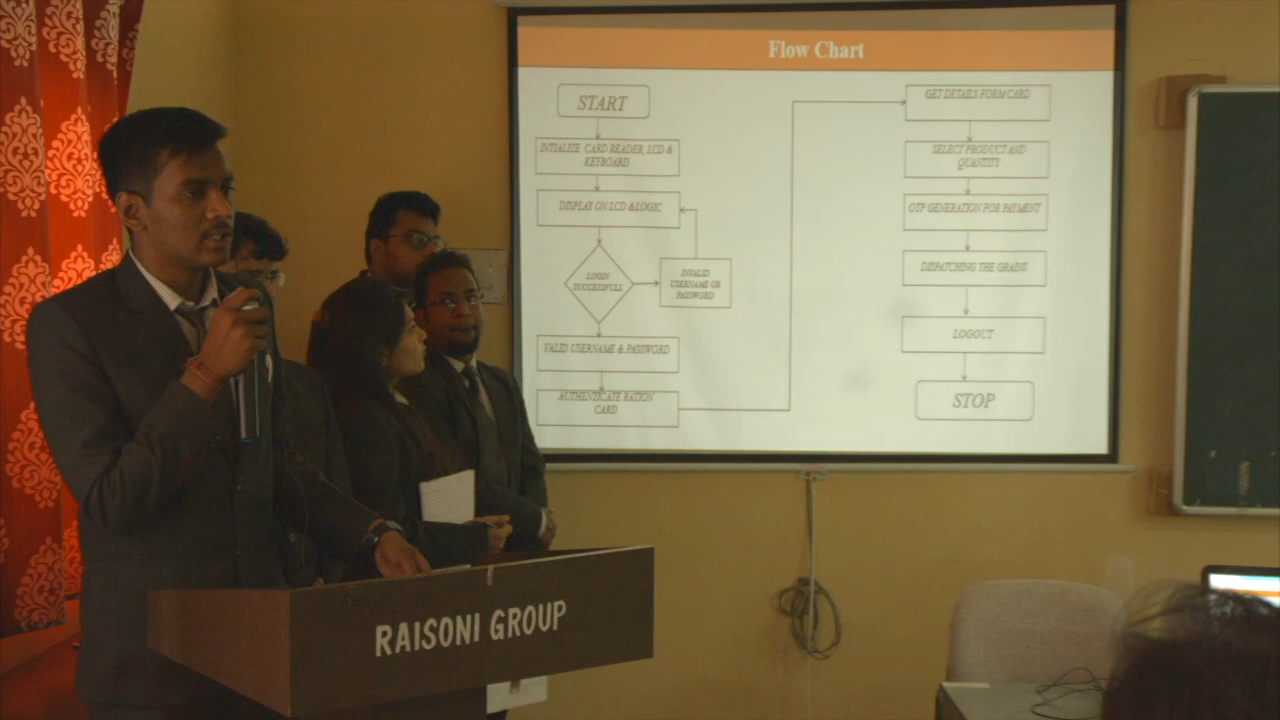 Flow Chart
START
INTIALIZE CARD READER, LCD &
KEYBOARD
DISPLAY ON LCD &LOGIC
LOGIN
SUCCESSFULL
INVALID
USERNAME OR
PASSWORD
VALID USERNAME & PASSWORD
AUTHENTICATE RATION
CARD
GET DETAILS FORM CARD
SELECT PRODUCT AND
QUANTITY
OTP GENERATION FOR PAYMENT
DISPATCHING THE GRAINS
LOGOUT
STOP
RAISONI GROUP